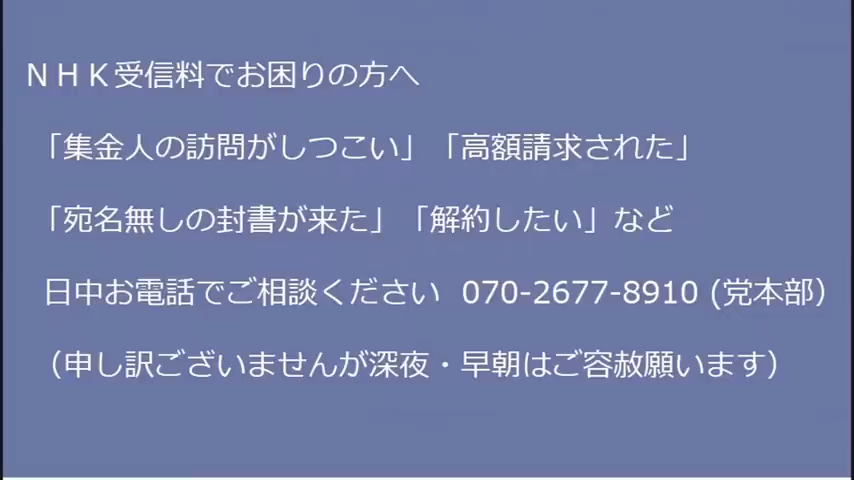 ＮＨＫ受信料でお困りの方へ
「集金人の訪問がしつこい」「高額請求された」
「宛名無しの封書が来た」「解約したい」など
日中お電話でご相談ください 070-2677-8910 (党本部）
（申し訳ございませんが深夜・早朝はご容赦願います）